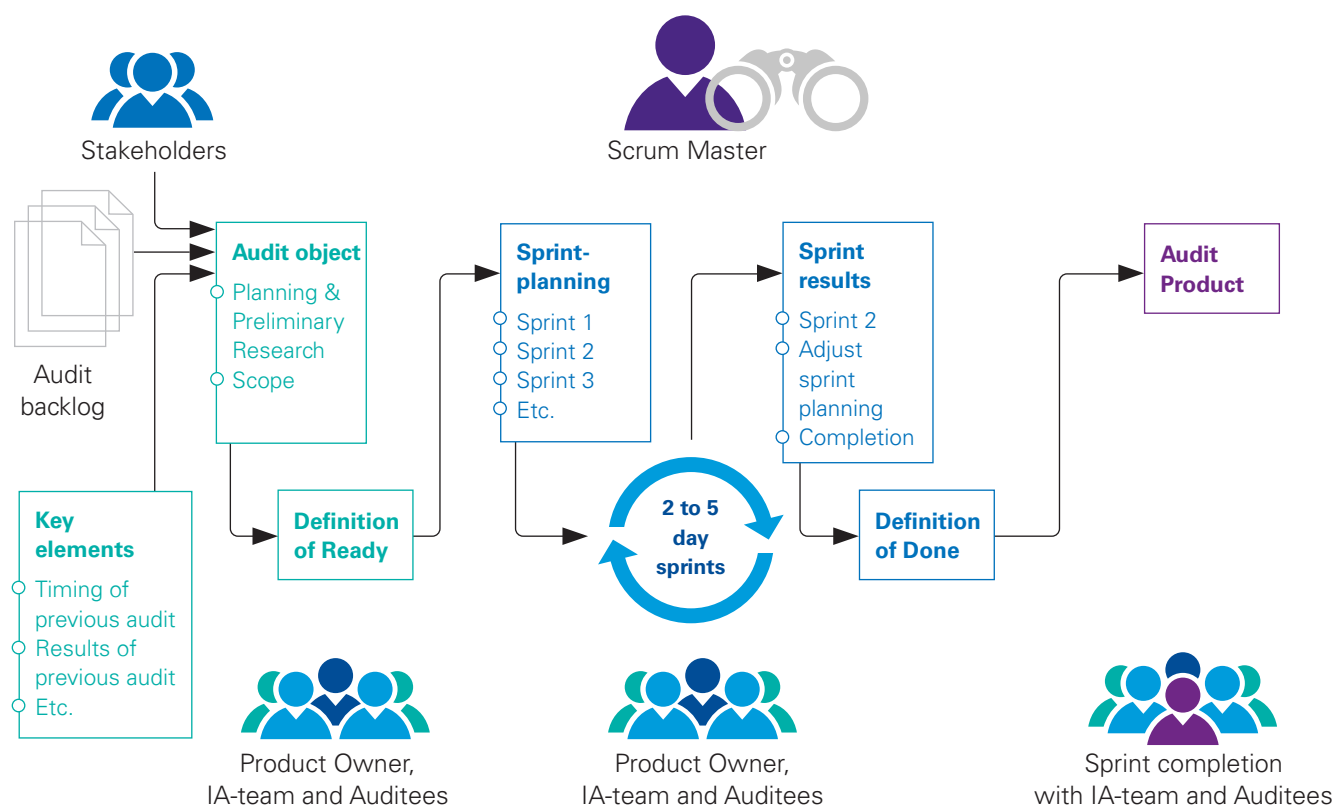 Stakeholders
Scrum Master
Audit
backlog
Key
elements
Timing of
previous audit
Results of
previous audit
Etc.
Audit object
Planning &
Preliminary
Research
Scope
Definition
of Ready
Sprint-
planning
Sprint 1
Sprint 2
Sprint 3
Etc.
2 to 5
day
sprints
Sprint
results
Sprint 2
Adjust
sprint
planning
Completion
Definition
of Done
Audit
Product
Product Owner,
IA-team and Auditees
Product Owner,
IA-team and Auditees
Sprint completion
with IA-team and Auditees